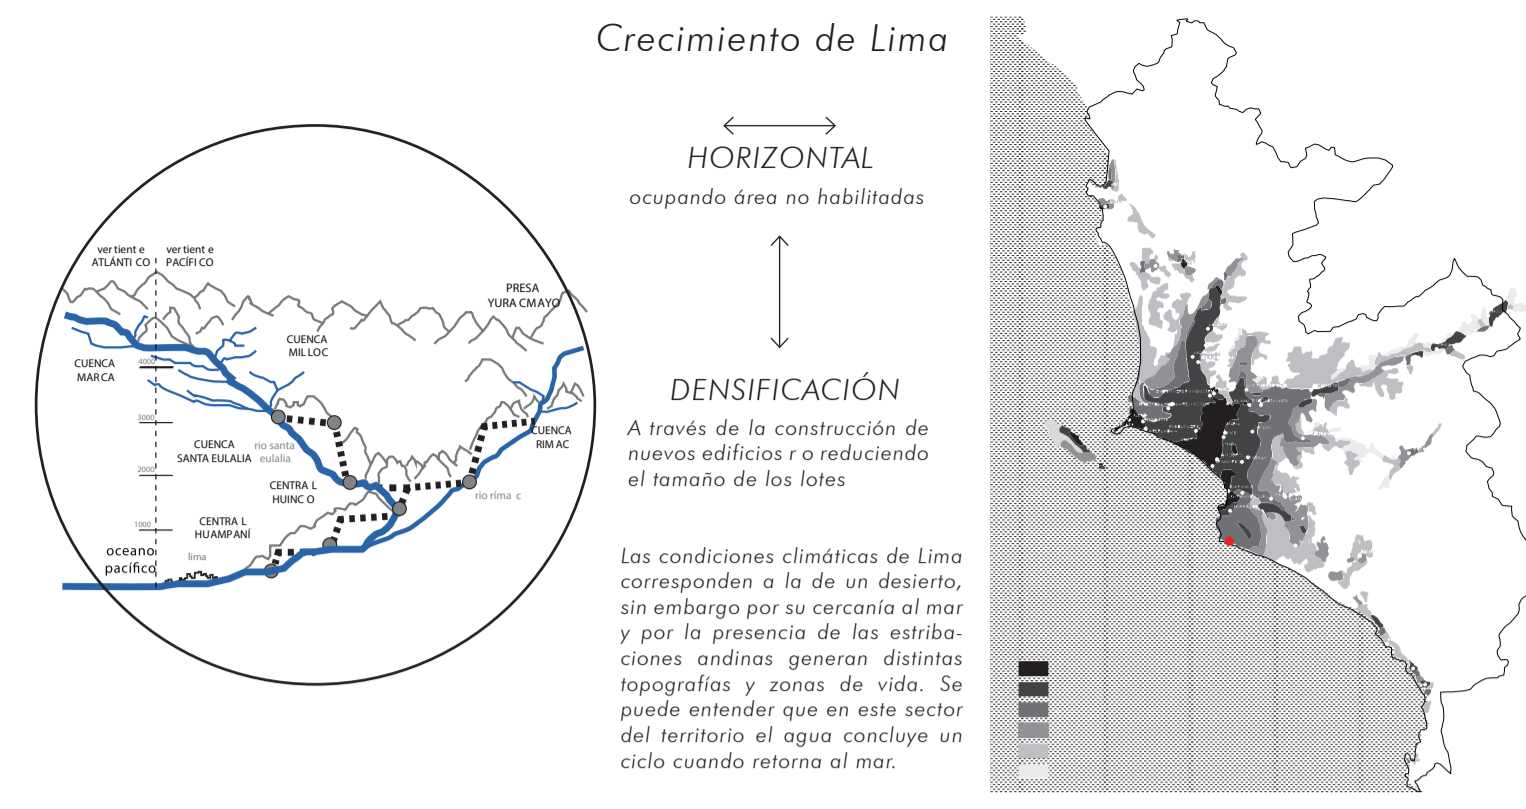 Crecimiento de Lima
HORIZONTAL
ocupando área no habilitadas
DENSIFICACIÓN
A través de la construcción de
nuevos edificios r o reduciendo
el tamaño de los lotes
Las condiciones climáticas de Lima
corresponden a la de un desierto,
sin embargo por su cercanía al mar
y por la presencia de las estriba-
ciones andinas generan distintas
topografías y zonas de vida. Se
puede entender que en este sector
del territorio el agua concluye un
ciclo cuando retorna al mar.
ver tient e
ATLÁNTI CO
ver tient e
PACÍFI CO
PRESA
YURA CMAYO
CUENCA
MIL LOC
CUENCA
MAR CA
4000
3000
CUENCA
RIM AC
CUENCA
SANTA EULALIA
rio santa
eulalia
2000
CENTRA L
HUINC O
rio ríma c
1000
CENTRA L
HUAMPANÍ
oceano
pacífico
lima